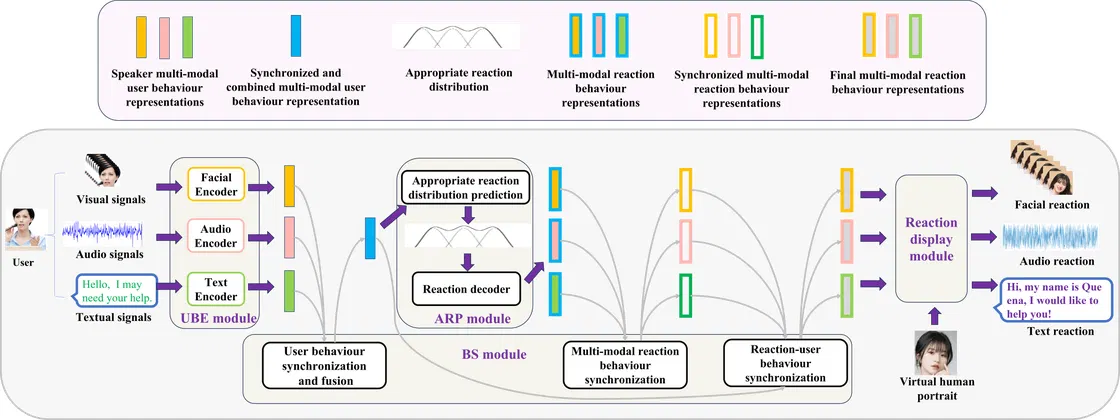 Speaker multi-modal
user behaviour
representations
Synchronized and
combined multi-modal user
behaviour representation
Appropriate reaction
distribution
Multi-modal reaction
behaviour
representations
Synchronized multi-modal
reaction behaviour
representations
Final multi-modal reaction
behaviour representations
User
Visual signals
Audio signals
Hello, I may
need your help.
Textual signals
Facial
Encoder
Audio
Encoder
Text
Encoder
UBE module
Appropriate reaction
distribution prediction
Reaction decoder
ARP module
User behaviour
synchronization
and fusion
BS module
Multi-modal reaction
behaviour
synchronization
Reaction-user
behaviour
synchronization
Reaction
display
module
Virtual human
portrait
Facial reaction
Audio reaction
Hi, my name is Que
ena, I would like to
help you!
Text reaction